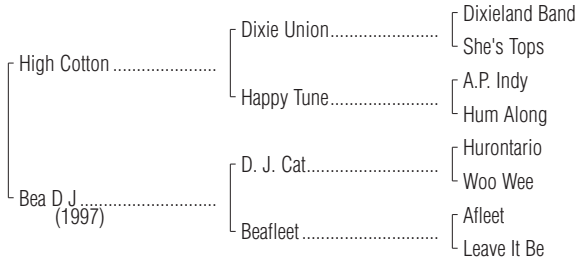 Dixieland Band
Dixie Union
She's Tops
High Cotton
A.P. Indy
Happy Tune
Hum Along
Hurontario
D. J. Cat
Woo Wee
Bea D J
(1997)
Afleet
Beafleet
Leave It Be